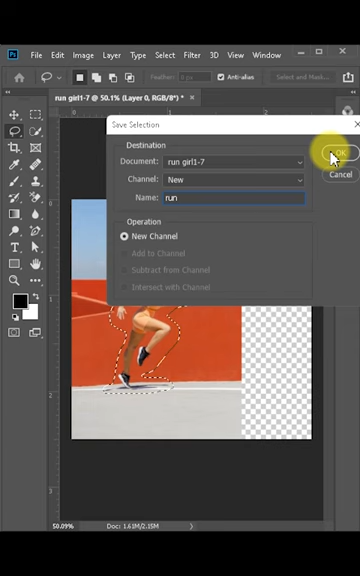 Ps File Edit Image Layer Type Select Filter 3D View Window
Feather: 0 px Anti-alias Select and Mask...
run girl1-7 @ 50.1% (Layer 0, RGB/8*) *
Save Selection
Destination
OK
Document: run girl1-7
Channel: New
Cancel
Name: run
Operation
New Channel
Add to Channel
Subtract from Channel
Intersect with Channel
50.09% Doc: 1.61M/2.15M